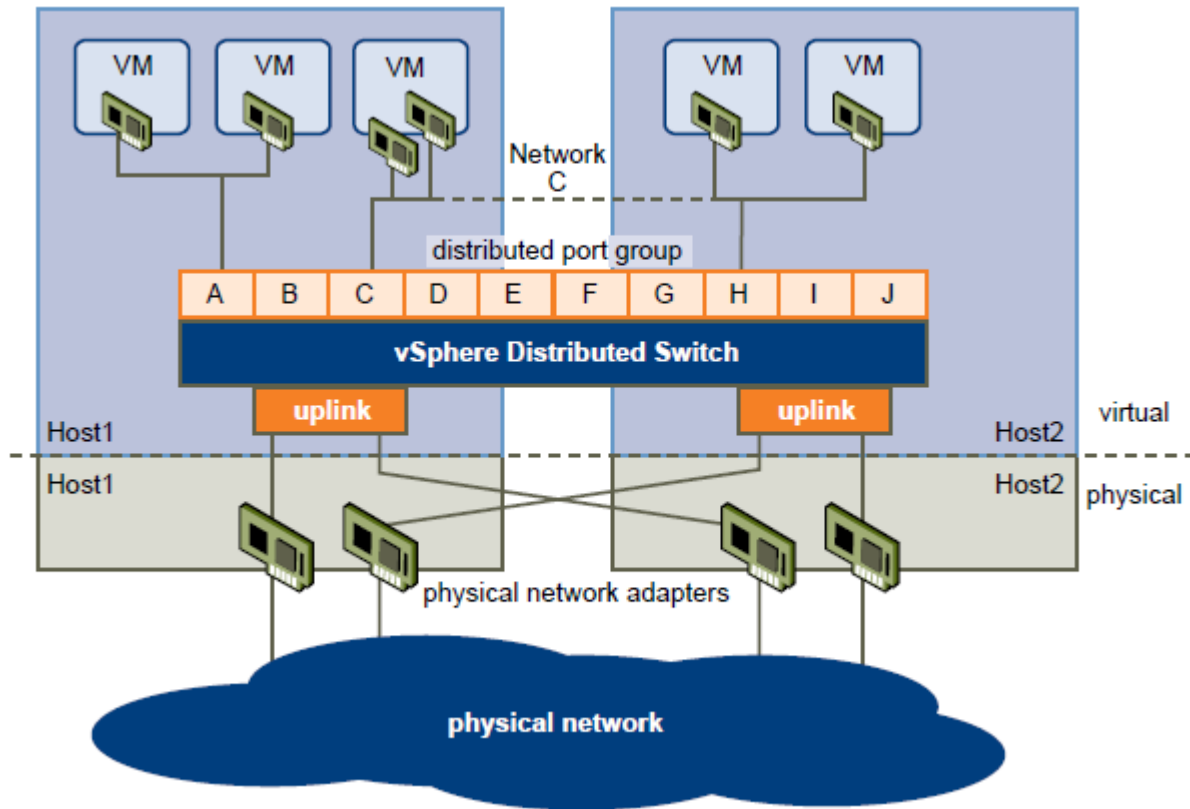 VM
VM
VM
VM
VM
Network
C
distributed port group
A B C D E F G H I J
vSphere Distributed Switch
uplink
uplink
Host1
Host2
virtual
Host1
Host2
physical
physical network adapters
physical network